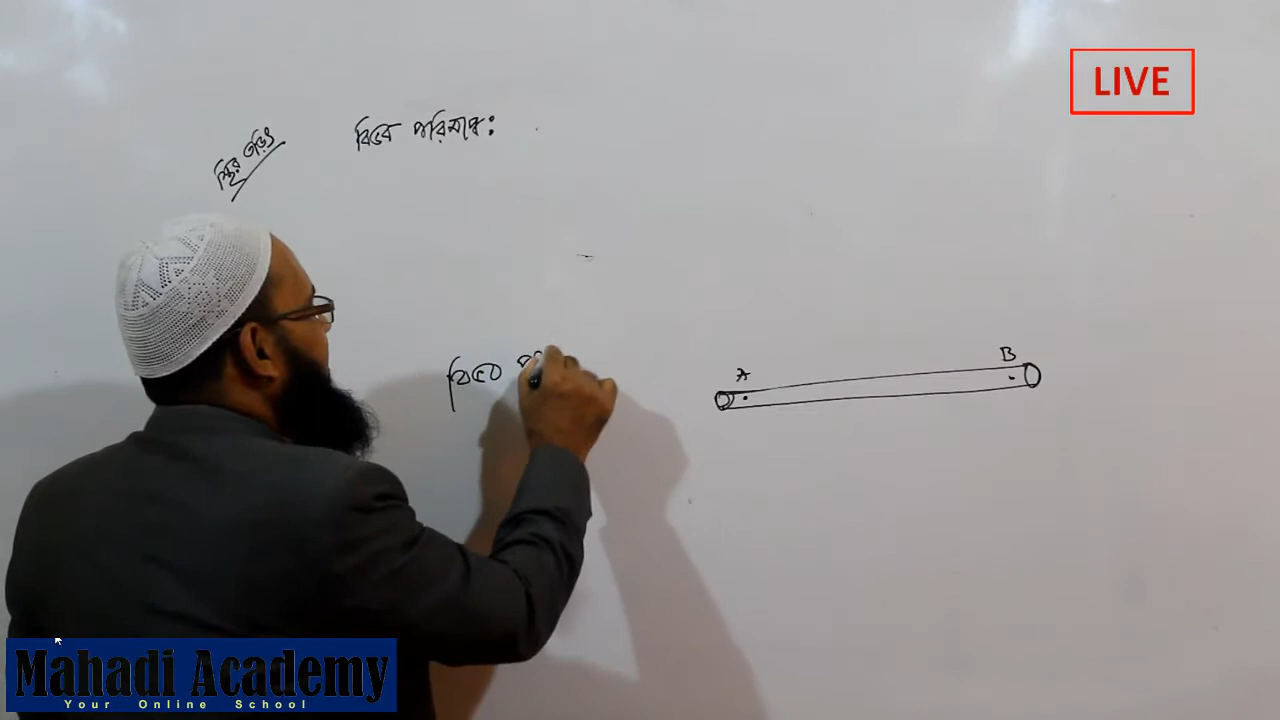 LIVE
স্থির তড়িৎ
বিভব পরিমাপ:
বিভব
A
B
Mahadi Academy
Your Online School